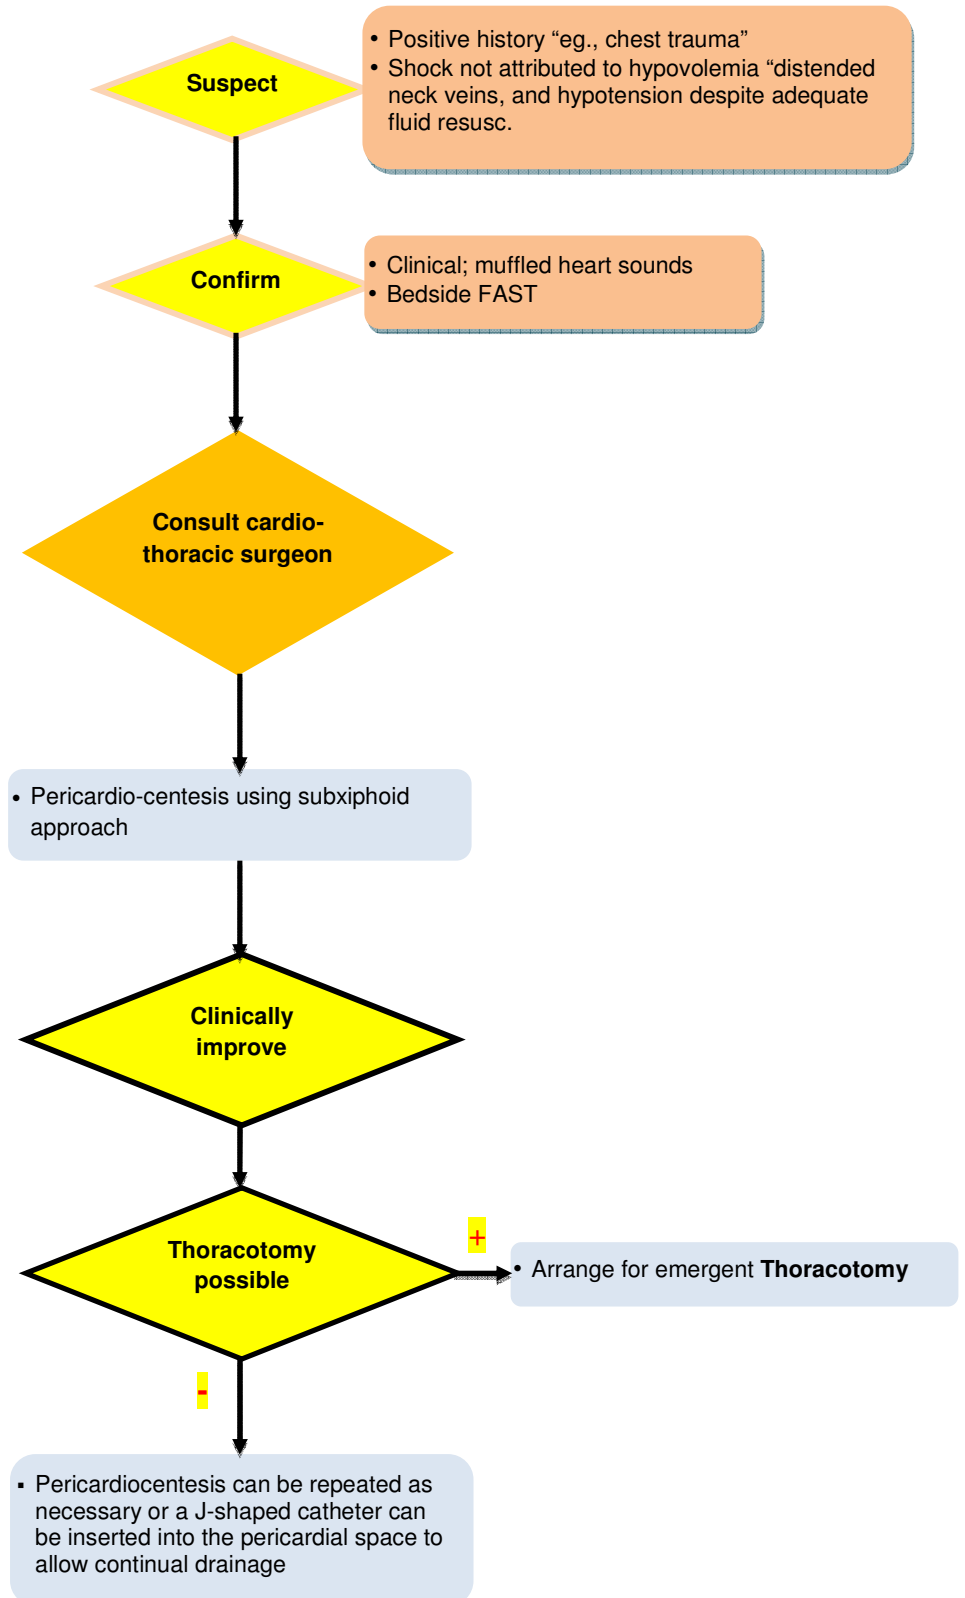 Suspect
• Positive history “eg., chest trauma”
• Shock not attributed to hypovolemia “distended
neck veins, and hypotension despite adequate
fluid resusc.
Confirm
• Clinical; muffled heart sounds
• Bedside FAST
Consult cardio-
thoracic surgeon
• Pericardio-centesis using subxiphoid
approach
Clinically
improve
Thoracotomy
possible
+
• Arrange for emergent Thoracotomy
-
▪ Pericardiocentesis can be repeated as
necessary or a J-shaped catheter can
be inserted into the pericardial space to
allow continual drainage